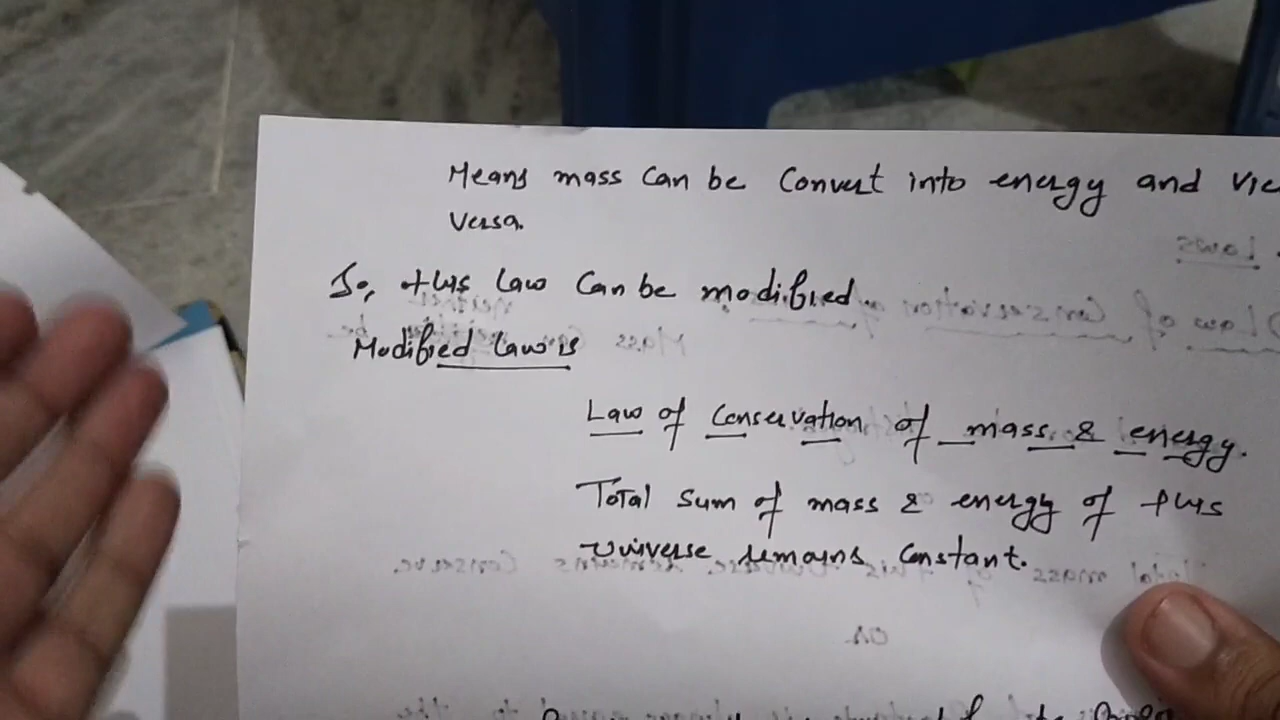 Means mass can be Convert into energy and Vic
Versa.
So, this law can be modified.
Modified law is
Law of Conservation of mass & energy.
Total sum of mass & energy of this
universe remains constant.